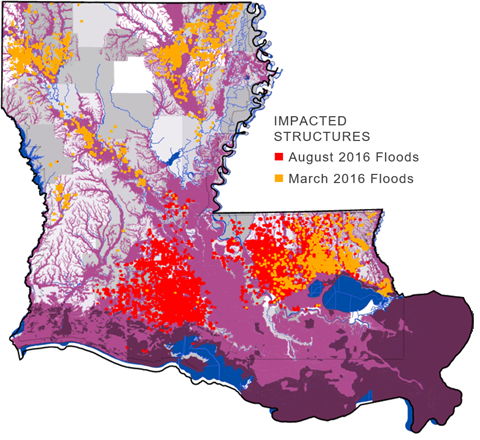 IMPACTED
STRUCTURES
August 2016 Floods
March 2016 Floods